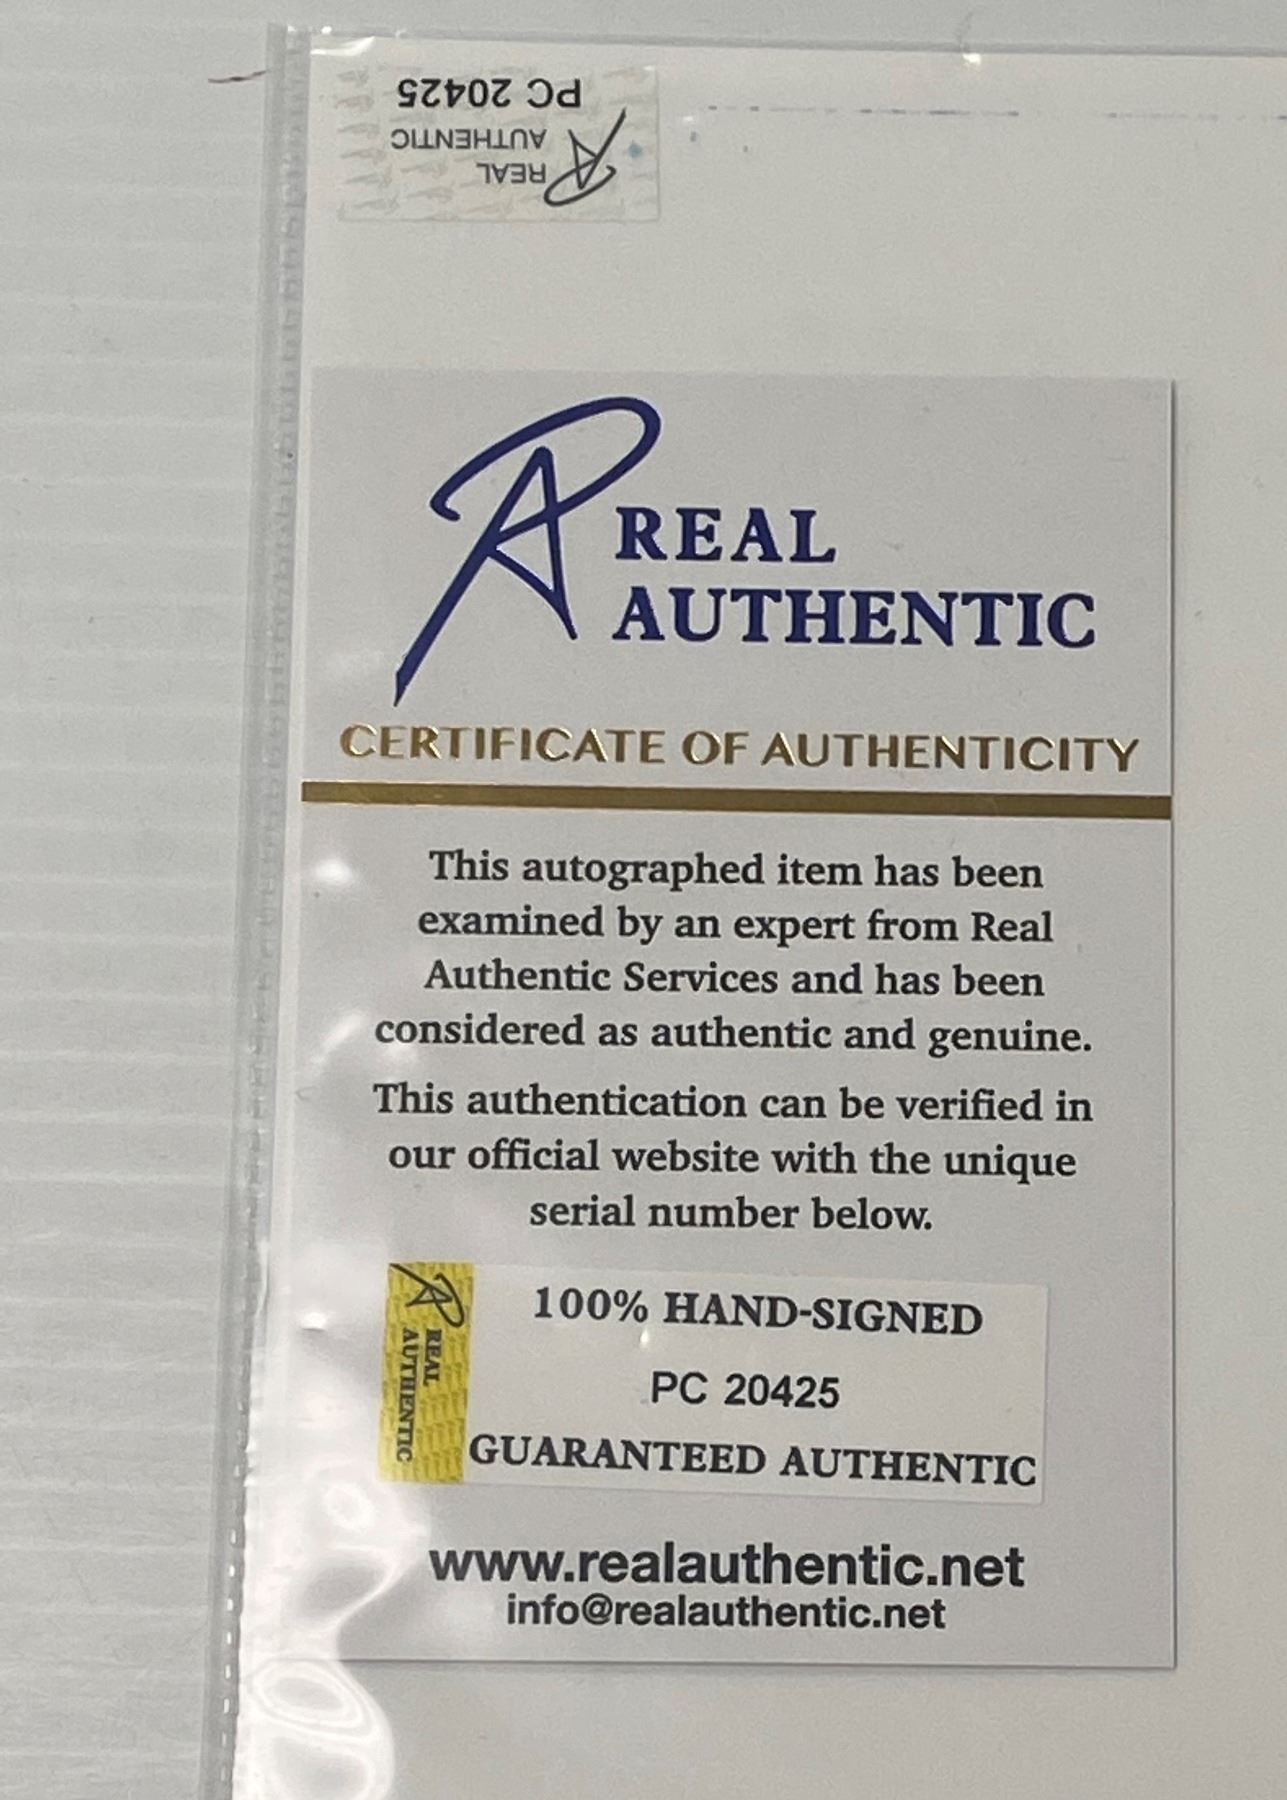 PC 20425
REAL
AUTHENTIC
REAL
AUTHENTIC
CERTIFICATE OF AUTHENTICITY
This autographed item has been
examined by an expert from Real
Authentic Services and has been
considered as authentic and genuine.
This authentication can be verified in
our official website with the unique
serial number below.
REAL
AUTHENTIC
100% HAND-SIGNED
PC 20425
GUARANTEED AUTHENTIC
www.realauthentic.net
info@realauthentic.net